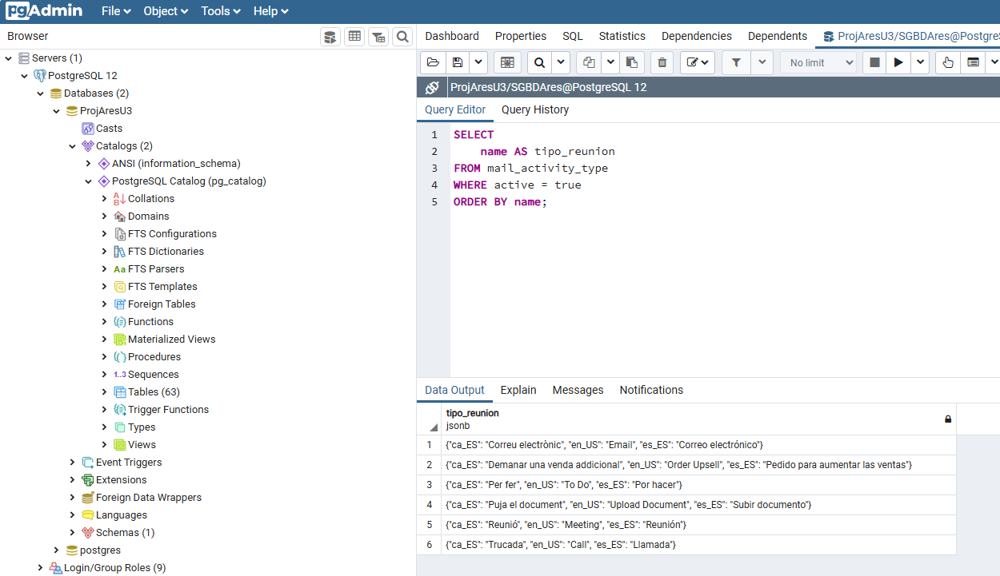 pgAdmin File Object Tools Help
Browser
Servers (1)
PostgreSQL 12
Databases (2)
ProjAresU3
Casts
Catalogs (2)
ANSI (information_schema)
PostgreSQL Catalog (pg_catalog)
Collations
Domains
FTS Configurations
FTS Dictionaries
Aa FTS Parsers
FTS Templates
Foreign Tables
Functions
Materialized Views
Procedures
1..3 Sequences
Tables (63)
Trigger Functions
Types
Views
Event Triggers
Extensions
Foreign Data Wrappers
Languages
Schemas (1)
postgres
Login/Group Roles (9)
Dashboard Properties SQL Statistics Dependencies Dependents ProjAresU3/SGBDAres@Postgre
No limit
ProjAresU3/SGBDAres@PostgreSQL 12
Query Editor Query History
1 SELECT
2 name AS tipo_reunion
3 FROM mail_activity_type
4 WHERE active = true
5 ORDER BY name;
Data Output Explain Messages Notifications
tipo_reunion
jsonb
1 {"ca_ES": "Correu electrònic", "en_US": "Email", "es_ES": "Correo electrónico"}
2 {"ca_ES": "Demanar una venda addicional", "en_US": "Order Upsell", "es_ES": "Pedido para aumentar las ventas"}
3 {"ca_ES": "Per fer", "en_US": "To Do", "es_ES": "Por hacer"}
4 {"ca_ES": "Puja el document", "en_US": "Upload Document", "es_ES": "Subir documento"}
5 {"ca_ES": "Reunió", "en_US": "Meeting", "es_ES": "Reunión"}
6 {"ca_ES": "Trucada", "en_US": "Call", "es_ES": "Llamada"}